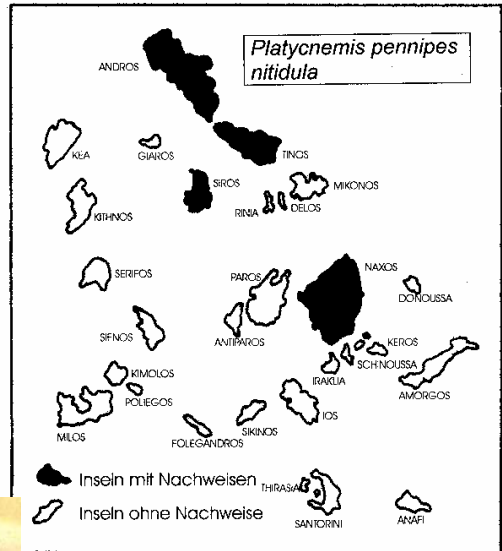 Platycnemis pennipes
nitidula
ANDROS
KEA
GIAROS
TINOS
SIROS
MIKONOS
RINIA
DELOS
KITHNOS
SERIFOS
PAROS
NAXOS
DONOUSSA
SIFNOS
ANTIPAROS
KEROS
SCHINOUSSA
IRAKLIA
AMORGOS
KIMOLOS
POLIEGOS
MILOS
FOLEGANDROS
SIKINOS
IOS
Inseln mit Nachweisen
THIRASIA
Inseln ohne Nachweise
SANTORINI
ANAFI